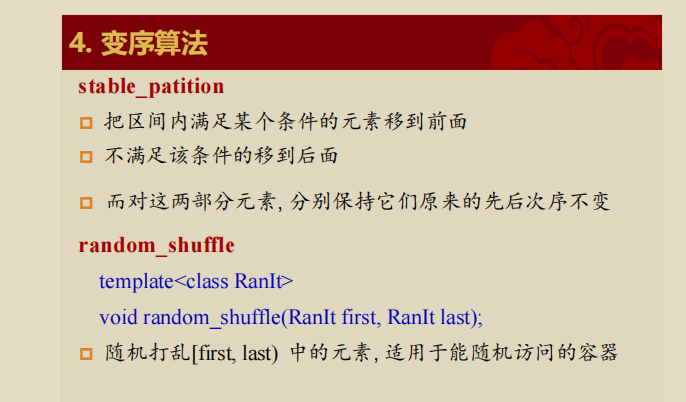 4. 变序算法
stable_patition
把区间内满足某个条件的元素移到前面
不满足该条件的移到后面
而对这两部分元素, 分别保持它们原来的先后次序不变
random_shuffle
template<class RanIt>
void random_shuffle(RanIt first, RanIt last);
随机打乱[first, last) 中的元素, 适用于能随机访问的容器